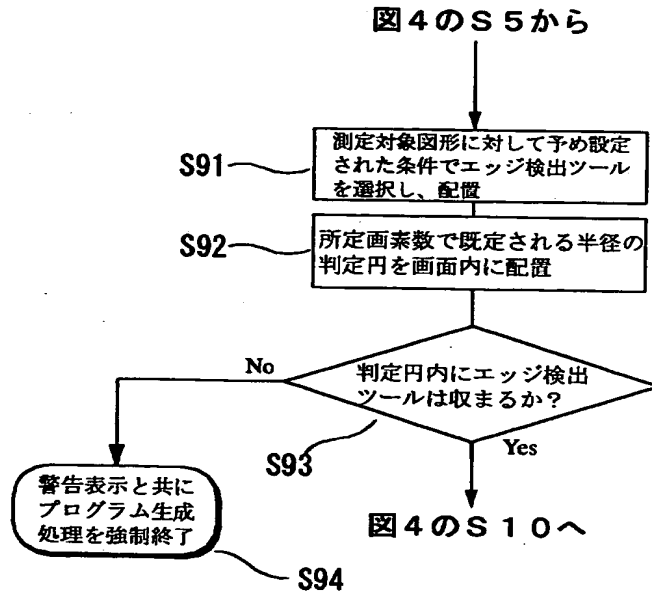 図4のS5から
S91
測定対象図形に対して予め設定
された条件でエッジ検出ツール
を選択し、配置
S92
所定画素数で既定される半径の
判定円を画面内に配置
No
判定円内にエッジ検出
ツールは収まるか?
S93
Yes
警告表示と共に
プログラム生成
処理を強制終了
図4のS10へ
S94